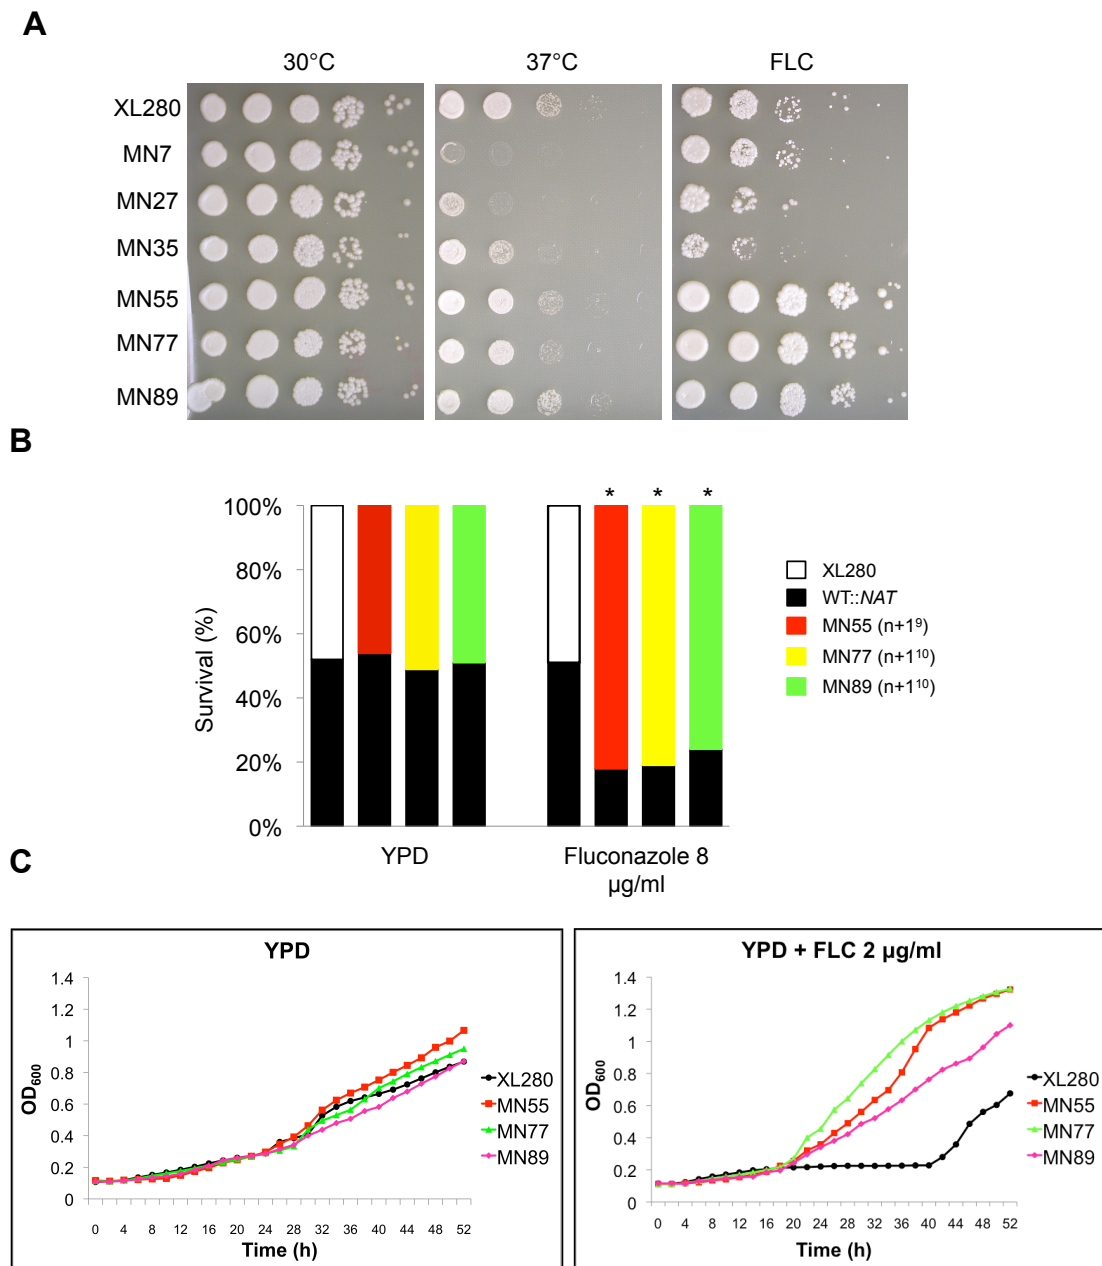 A
30°C 37°C FLC
XL280
MN7
MN27
MN35
MN55
MN77
MN89
B
Survival (%)
100%
80%
60%
40%
20%
0%
* * *
YPD
Fluconazole 8
µg/ml
XL280
WT::NAT
MN55 (n+1⁹)
MN77 (n+1¹⁰)
MN89 (n+1¹⁰)
C
YPD
OD₆₀₀
1.4
1.2
1
0.8
0.6
0.4
0.2
0
0 4 8 12 16 20 24 28 32 36 40 44 48 52
Time (h)
XL280
MN55
MN77
MN89
YPD + FLC 2 µg/ml
OD₆₀₀
1.4
1.2
1
0.8
0.6
0.4
0.2
0
0 4 8 12 16 20 24 28 32 36 40 44 48 52
Time (h)
XL280
MN55
MN77
MN89